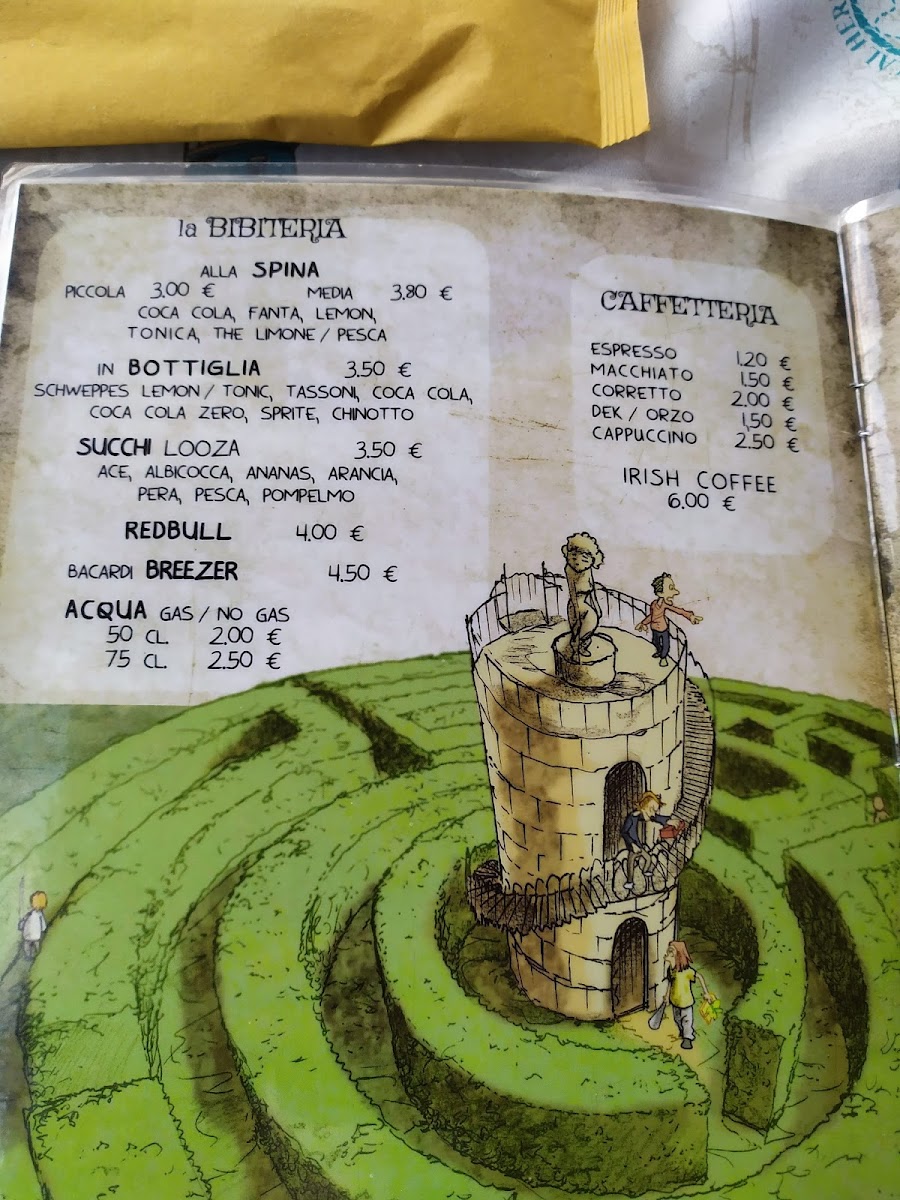 la BIBITERIA
ALLA SPINA
PICCOLA 3.00 € MEDIA 3.80 €
COCA COLA, FANTA, LEMON,
TONICA, THE LIMONE / PESCA
IN BOTTIGLIA 3.50 €
SCHWEPPES LEMON / TONIC, TASSONI, COCA COLA,
COCA COLA ZERO, SPRITE, CHINOTTO
SUCCHI LOOZA 3.50 €
ACE, ALBICOCCA, ANANAS, ARANCIA,
PERA, PESCA, POMPELMO
REDBULL 4.00 €
BACARDI BREEZER 4.50 €
ACQUA GAS / NO GAS
50 CL. 2.00 €
75 CL. 2.50 €
CAFFETTERIA
ESPRESSO 1.20 €
MACCHIATO 1,50 €
CORRETTO 2.00 €
DEK / ORZO 1,50 €
CAPPUCCINO 2.50 €
IRISH COFFEE
6.00 €